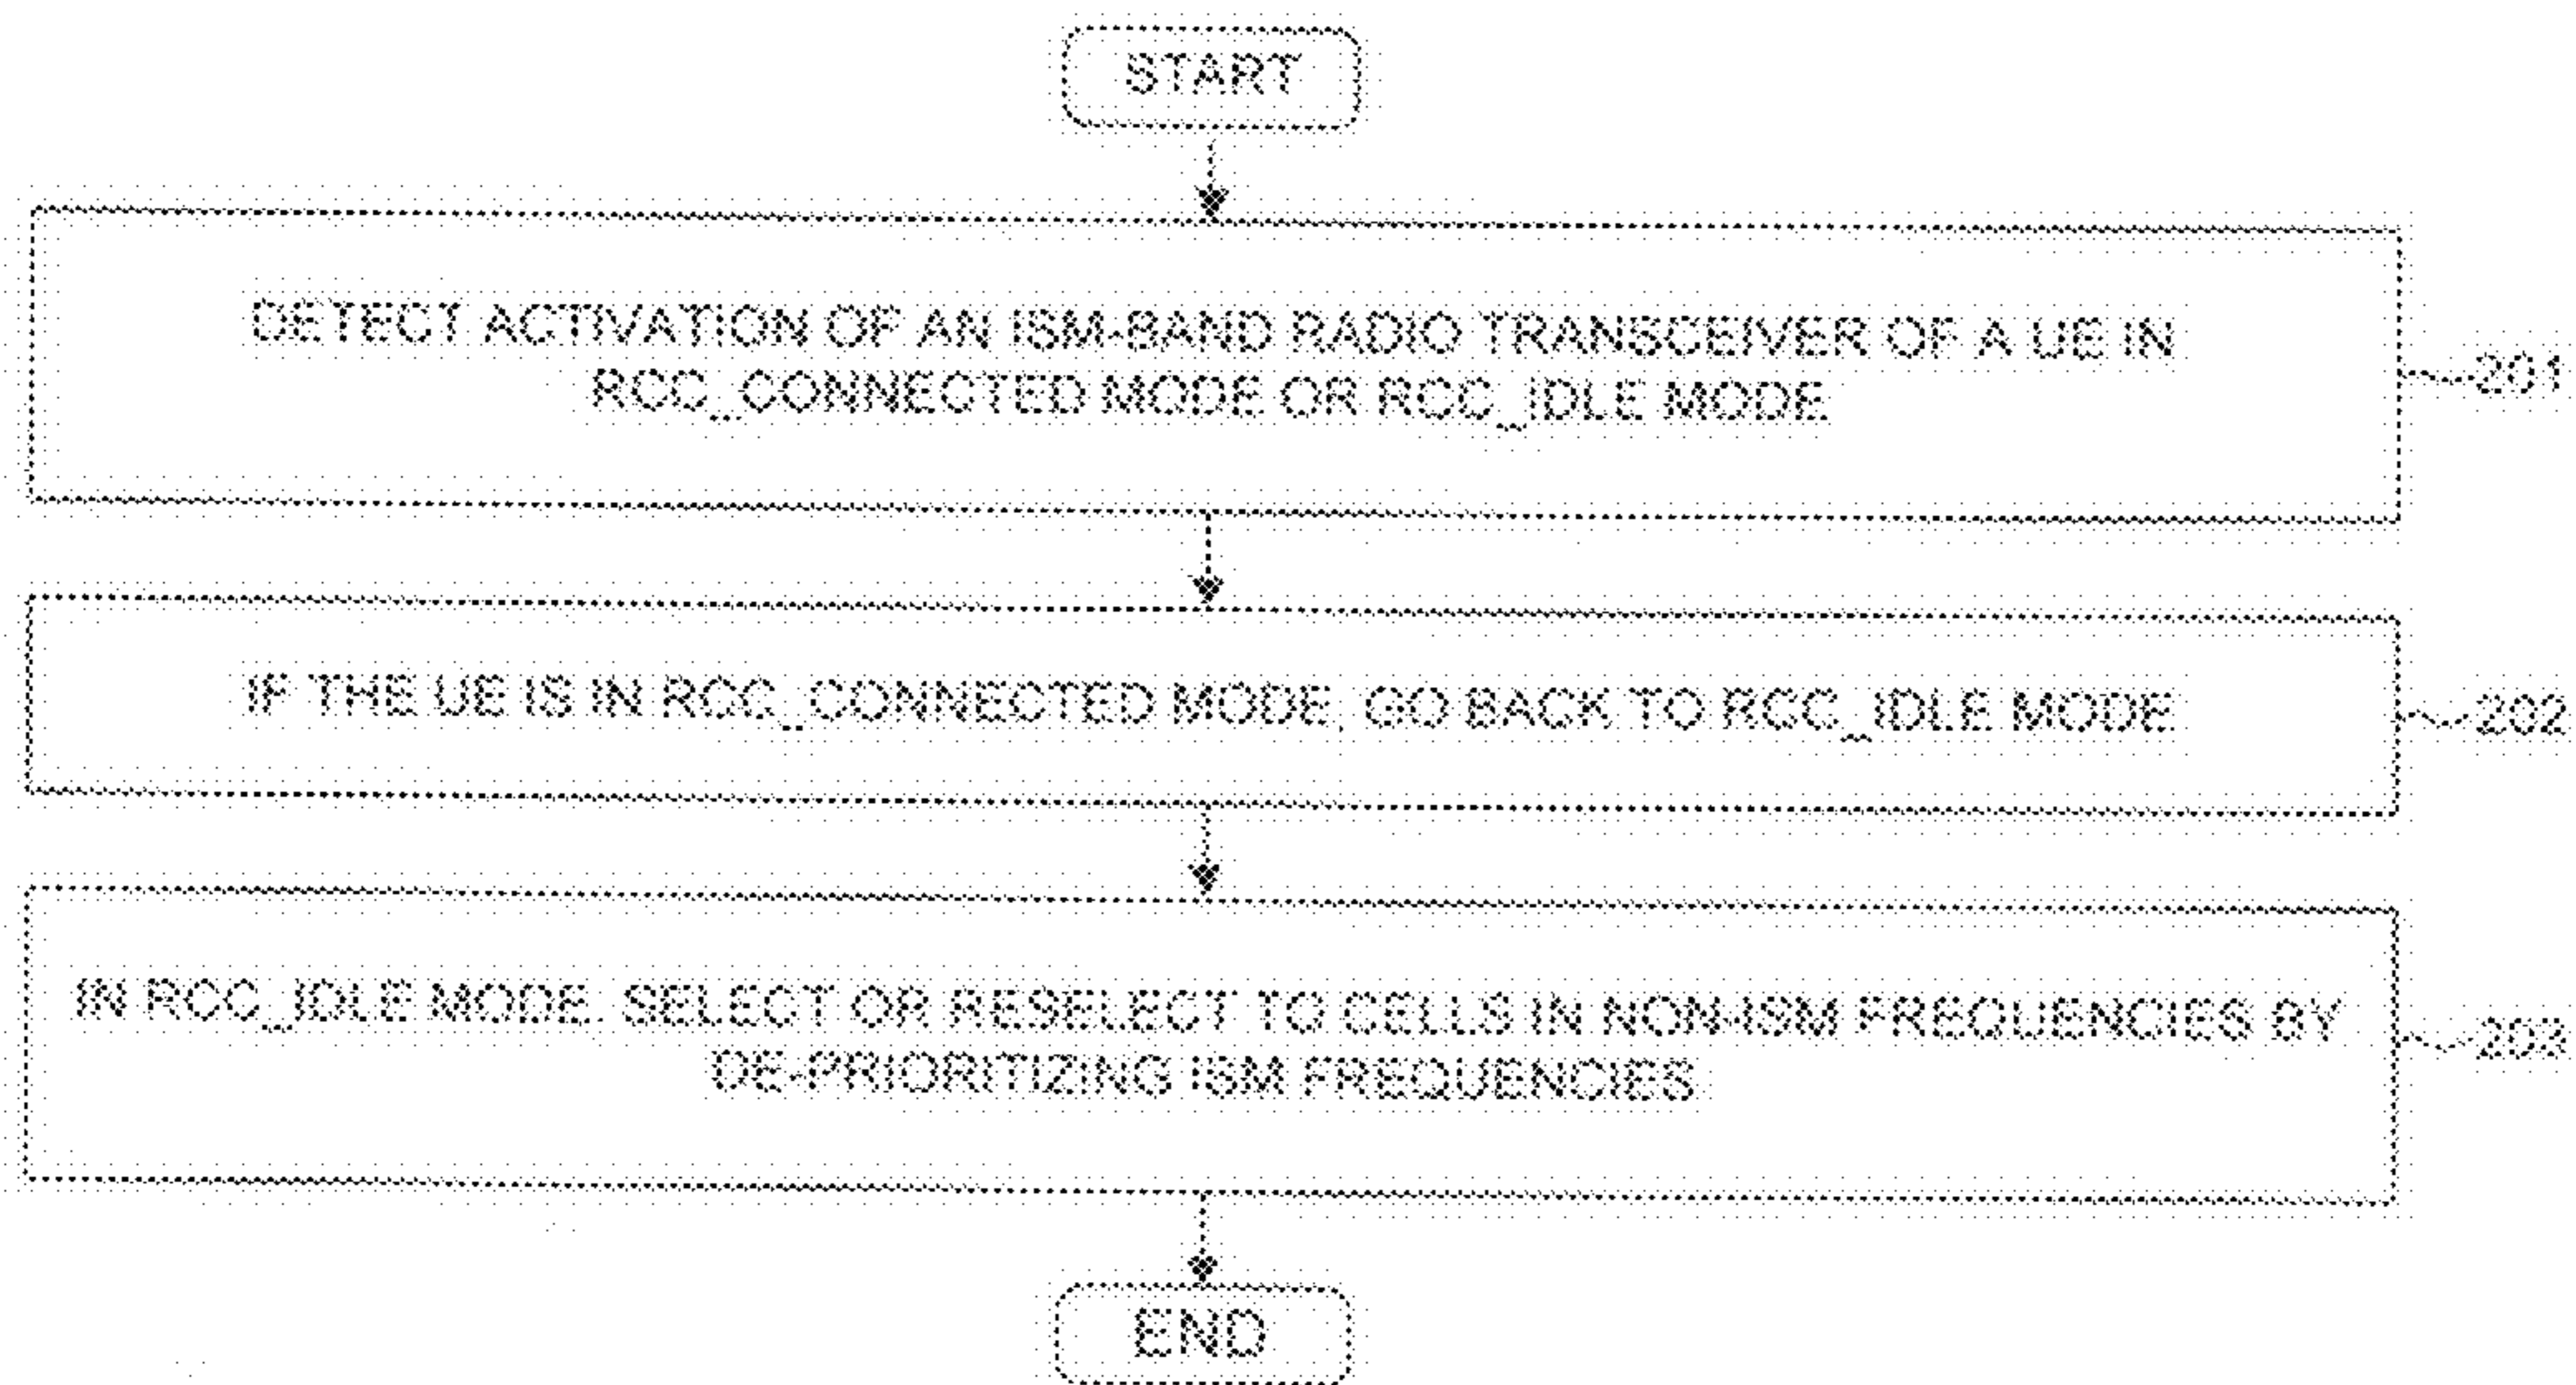 START
DETECT ACTIVATION OF AN ISM-BAND RADIO TRANSCEIVER OF A UE IN
RCC_CONNECTED MODE OR RCC_IDLE MODE
201
IF THE UE IS IN RCC_CONNECTED MODE, GO BACK TO RCC_IDLE MODE
202
IN RCC_IDLE MODE, SELECT OR RESELECT TO CELLS IN NON-ISM FREQUENCIES BY
DE-PRIORITIZING ISM FREQUENCIES
203
END